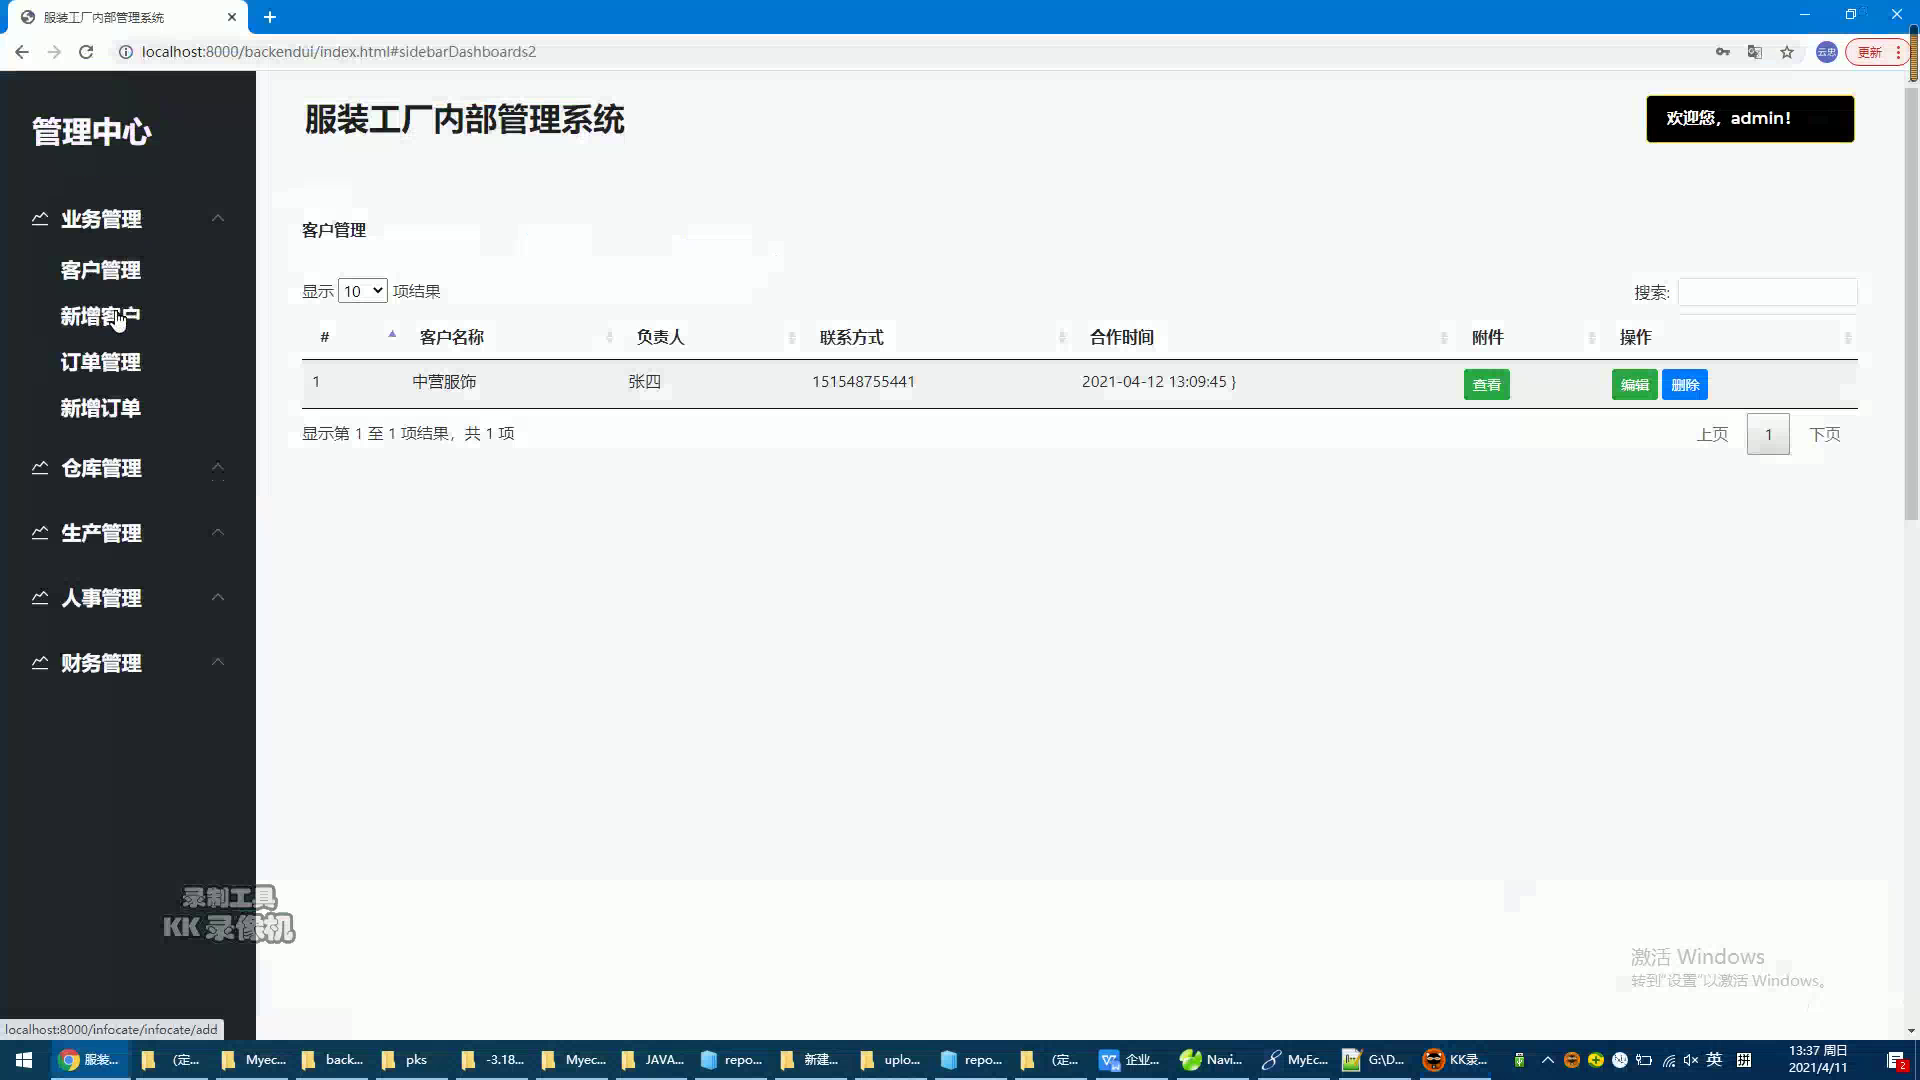 服装工厂内部管理系统
localhost:8000/backendui/index.html#sidebarDashboards2
云忠
更新
管理中心
业务管理
客户管理
新增客户
订单管理
新增订单
仓库管理
生产管理
人事管理
财务管理
服装工厂内部管理系统
欢迎您，admin!
客户管理
显示 10 项结果
搜索:
# 客户名称 负责人 联系方式 合作时间 附件 操作
1 中营服饰 张四 151548755441 2021-04-12 13:09:45 } 查看 编辑 删除
显示第 1 至 1 项结果，共 1 项
上页 1 下页
录制工具
KK 录像机
激活 Windows
转到"设置"以激活 Windows。
localhost:8000/infocate/infocate/add
服装... (定... Myec... back... pks -3.18... Myec... JAVA... repo... 新建... uplo... repo... (定... 企业... Navi... MyEc... G:\D... KK录... 英 拼
13:37 周日
2021/4/11
2